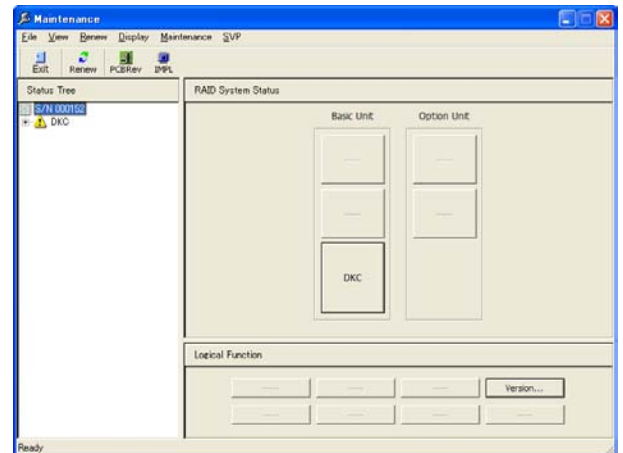 Maintenance
File View Renew Display Maintenance SVP
Exit Renew PCBRev IMPL
Status Tree
S/N 000152
DKC
RAID System Status
Basic Unit Option Unit
DKC
Logical Function
Version...
Ready